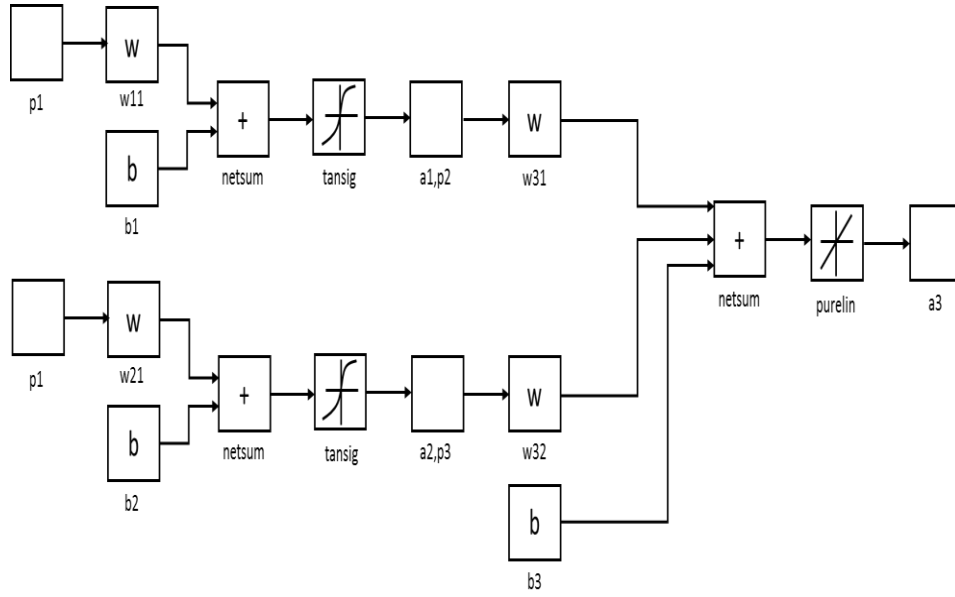 w
p1
w11
b
+
w
b1
netsum
tansig
a1,p2
w31
+
netsum
purelin
a3
w
p1
w21
b
+
w
b2
netsum
tansig
a2,p3
w32
b
b3